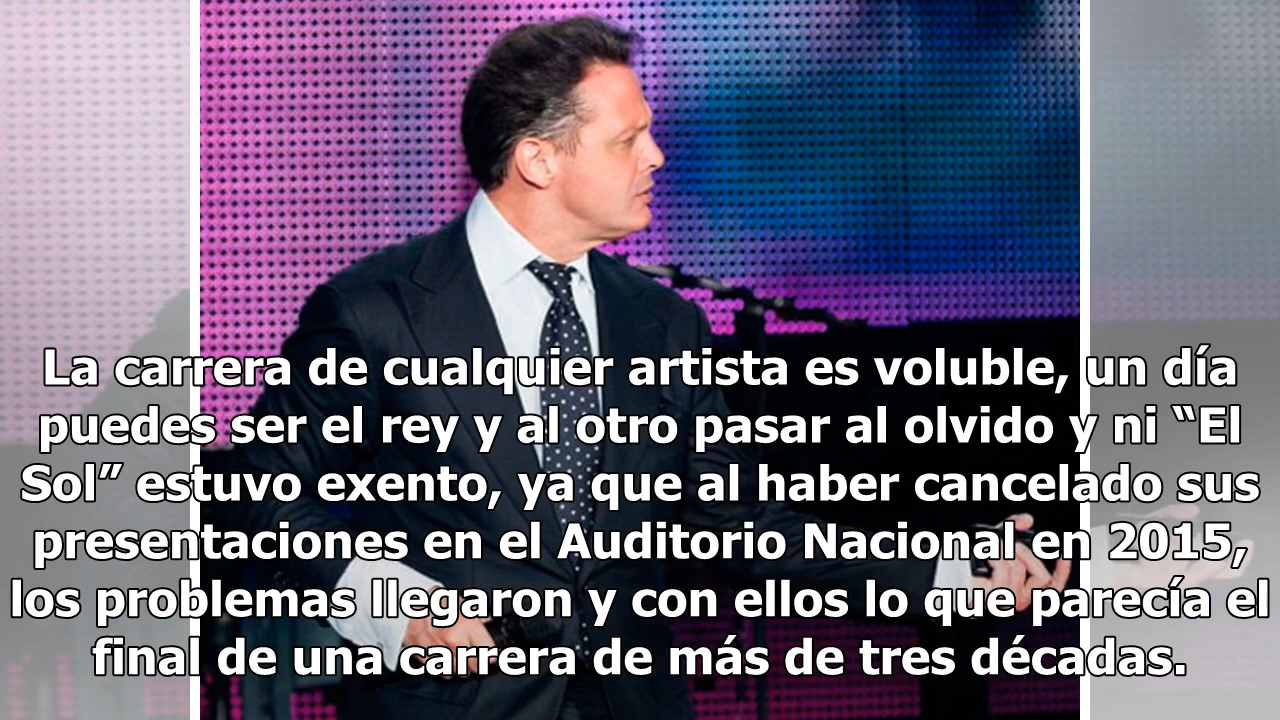 La carrera de cualquier artista es voluble, un día
puedes ser el rey y al otro pasar al olvido y ni “El
Sol” estuvo exento, ya que al haber cancelado sus
presentaciones en el Auditorio Nacional en 2015,
los problemas llegaron y con ellos lo que parecía el
final de una carrera de más de tres décadas.